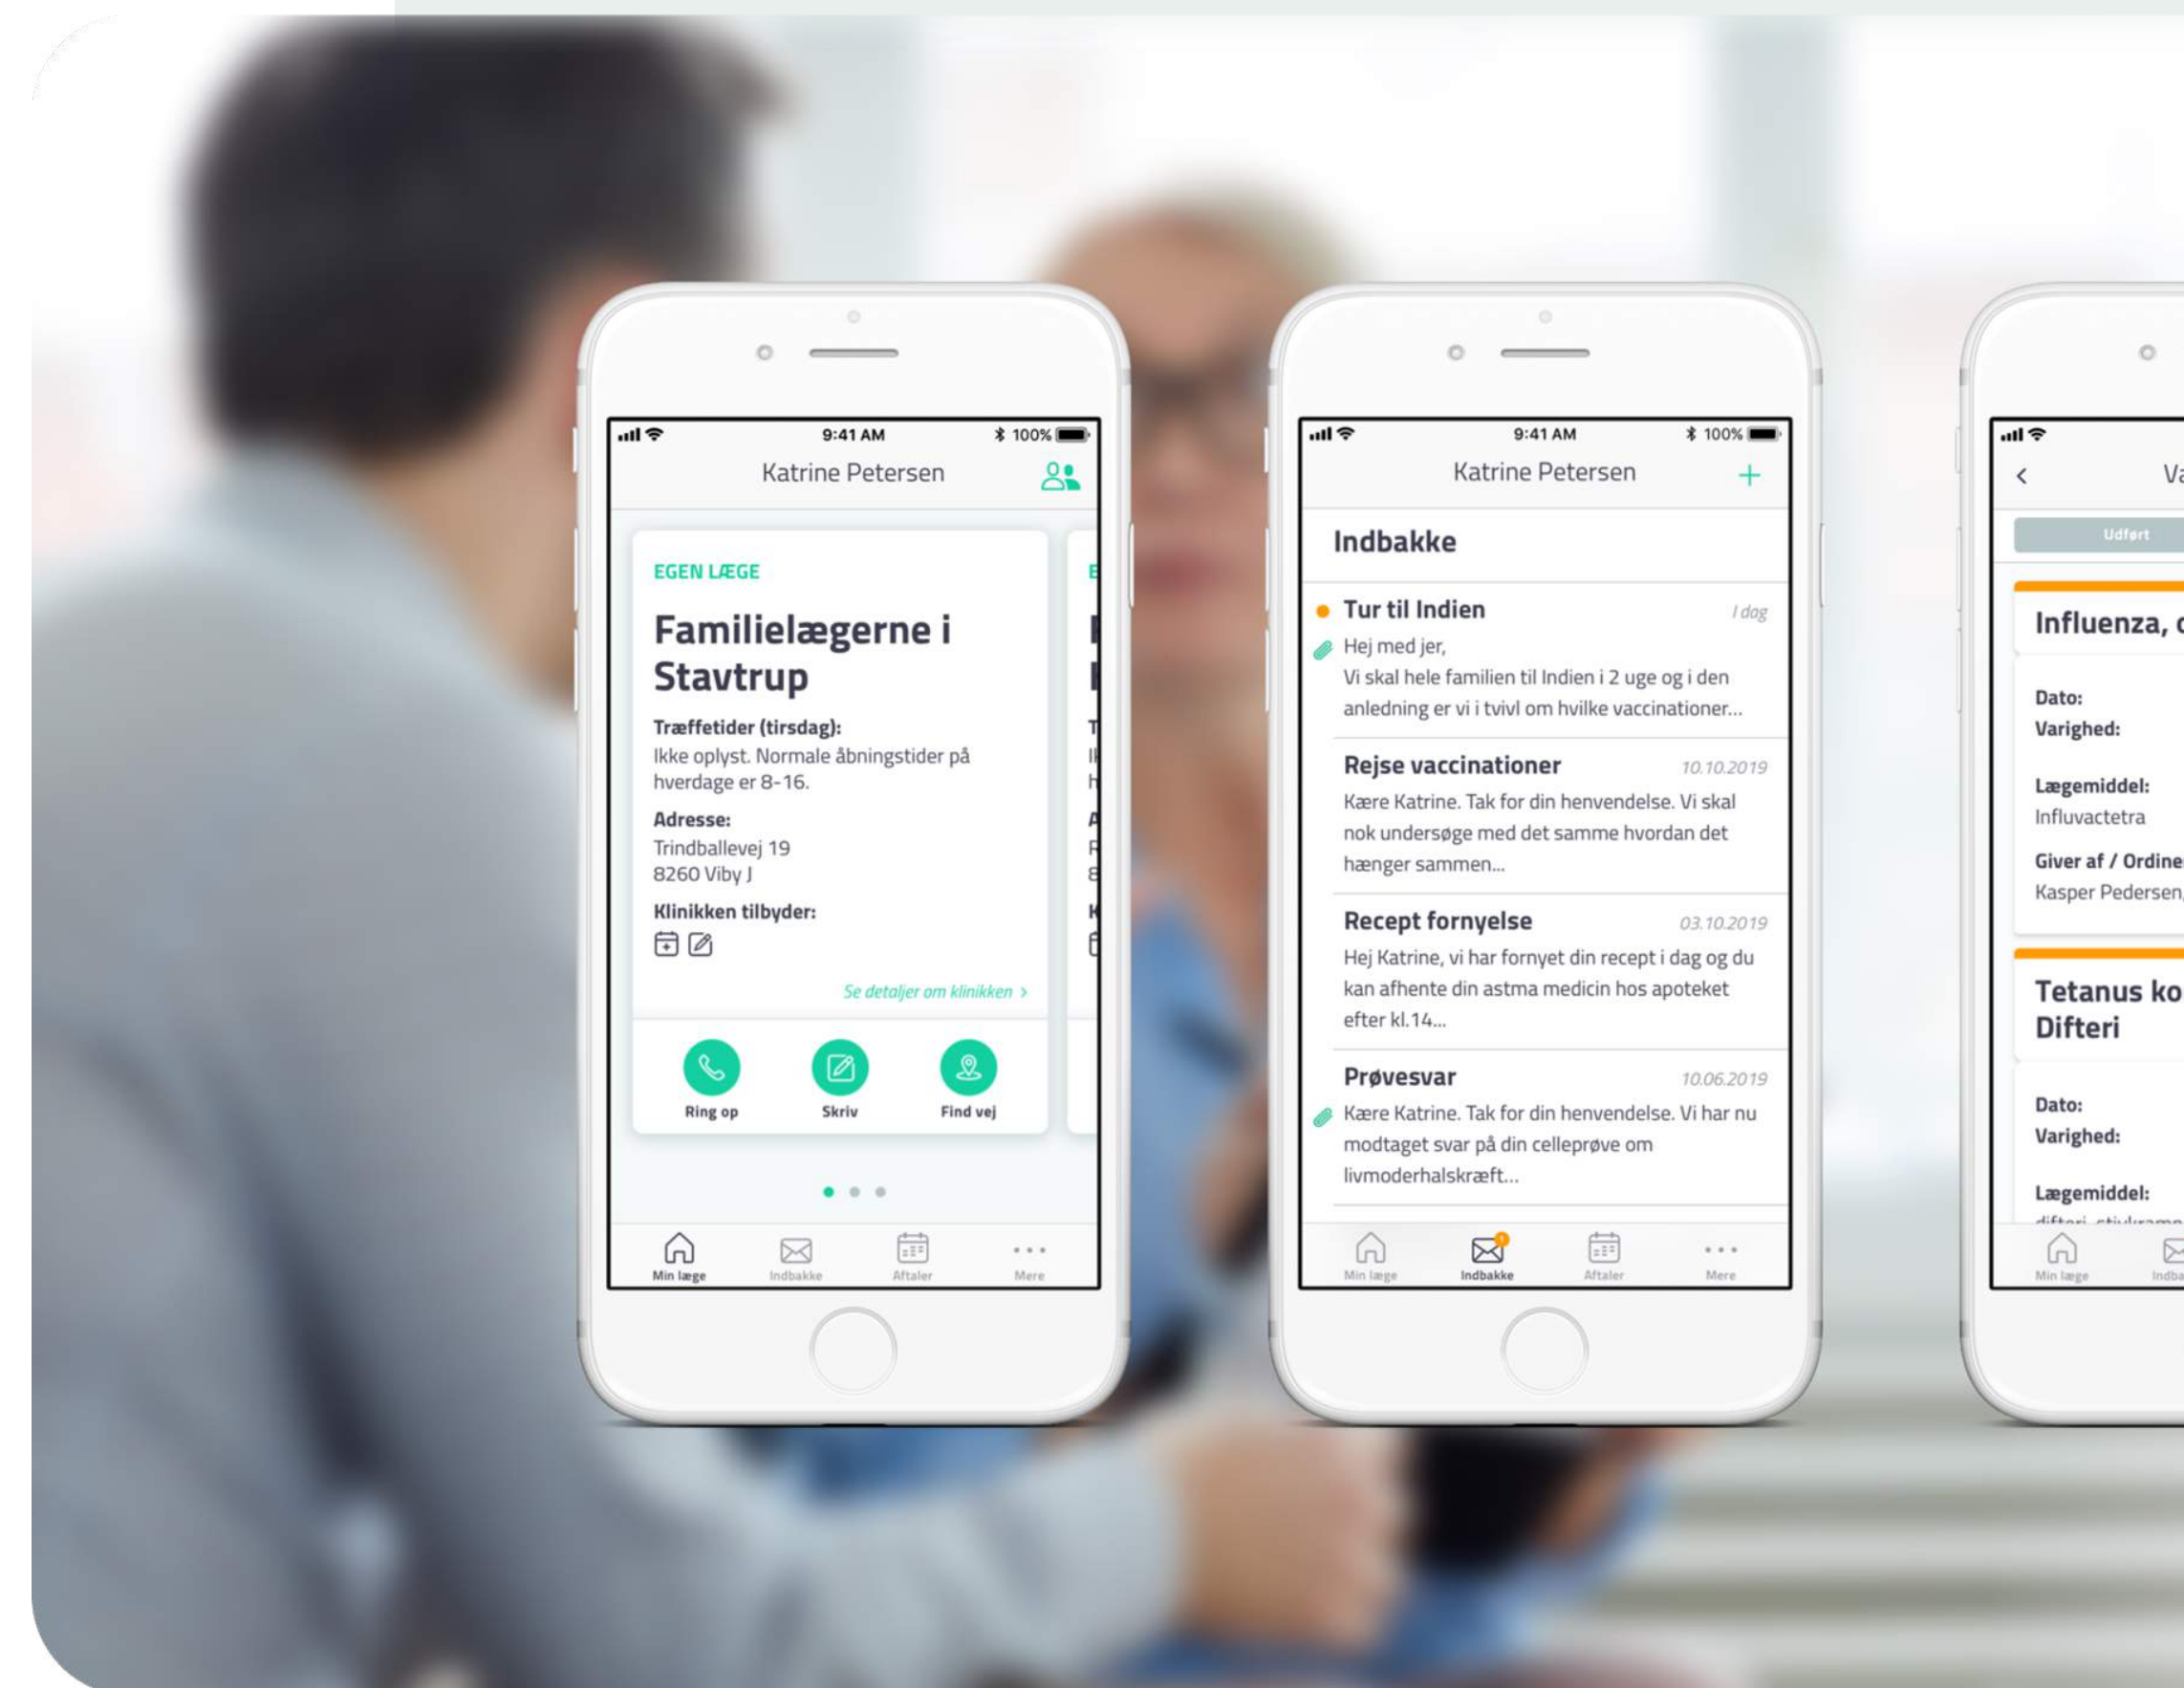 9:41 AM
100%
Katrine Petersen
EGEN LÆGE
Familielægerne i
Stavtrup
Træffetider (tirsdag):
Ikke oplyst. Normale åbningstider på
hverdage er 8-16.
Adresse:
Trindballevej 19
8260 Viby J
Klinikken tilbyder:
Se detaljer om klinikken >
Ring op
Skriv
Find vej
Min læge
Indbakke
Aftaler
Mere
9:41 AM
100%
Katrine Petersen
+
Indbakke
Tur til Indien
I dag
Hej med jer,
Vi skal hele familien til Indien i 2 uge og i den
anledning er vi i tvivl om hvilke vaccinationer...
Rejse vaccinationer
10.10.2019
Kære Katrine. Tak for din henvendelse. Vi skal
nok undersøge med det samme hvordan det
hænger sammen...
Recept fornyelse
03.10.2019
Hej Katrine, vi har fornyet din recept i dag og du
kan afhente din astma medicin hos apoteket
efter kl.14...
Prøvesvar
10.06.2019
Kære Katrine. Tak for din henvendelse. Vi har nu
modtaget svar på din celleprøve om
livmoderhalskræft...
Min læge
1
Indbakke
Aftaler
Mere
Udført
Influenza,
Dato:
Varighed:
Lægemiddel:
Influvactetra
Giver af /
Kasper Pedersen,
Tetanus
Difteri
Dato:
Varighed:
Lægemiddel:
Min læge